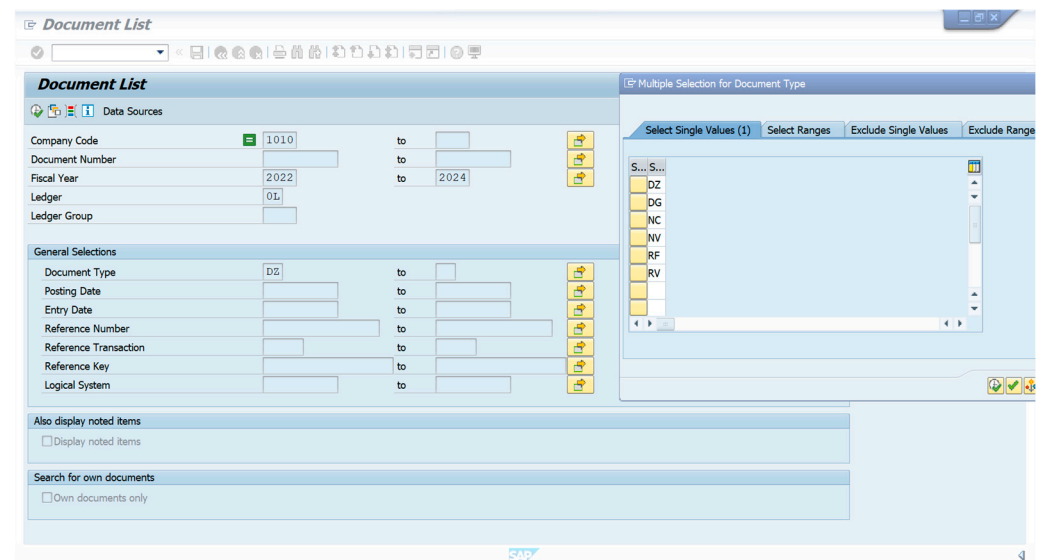 Document List
Document List
Data Sources
Company Code 1010 to
Document Number to
Fiscal Year 2022 to 2024
Ledger 0L
Ledger Group
General Selections
Document Type DZ to
Posting Date to
Entry Date to
Reference Number to
Reference Transaction to
Reference Key to
Logical System to
Also display noted items
Display noted items
Search for own documents
Own documents only
Multiple Selection for Document Type
Select Single Values (1) Select Ranges Exclude Single Values Exclude Range
S... S...
DZ
DG
NC
NV
RF
RV
SAP